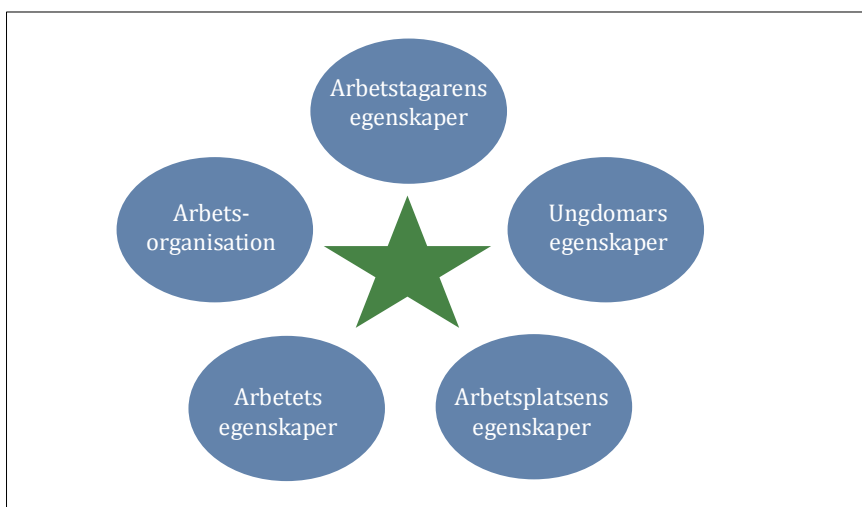 Arbetstagarens
egenskaper
Arbets-
organisation
Ungdomars
egenskaper
Arbetets
egenskaper
Arbetsplatsens
egenskaper